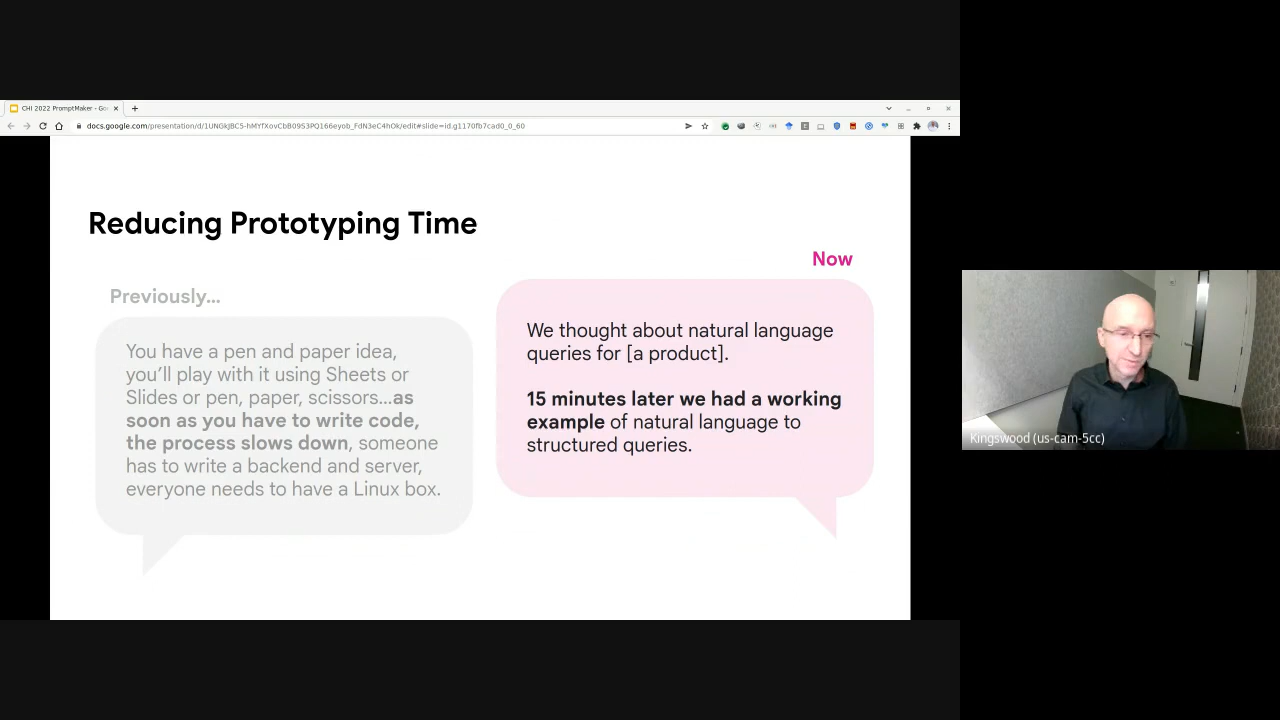 CHI 2022 PromptMaker - Go
docs.google.com/presentation/d/1UNGkJBC5-hMYfXovCbB09S3PQ166eyob_FdN3eC4hOk/edit#slide=id.g1170fb7cad0_0_60
Reducing Prototyping Time
Previously...
You have a pen and paper idea,
you’ll play with it using Sheets or
Slides or pen, paper, scissors...as
soon as you have to write code,
the process slows down, someone
has to write a backend and server,
everyone needs to have a Linux box.
Now
We thought about natural language
queries for [a product].
15 minutes later we had a working
example of natural language to
structured queries.
Kingswood (us-cam-5cc)